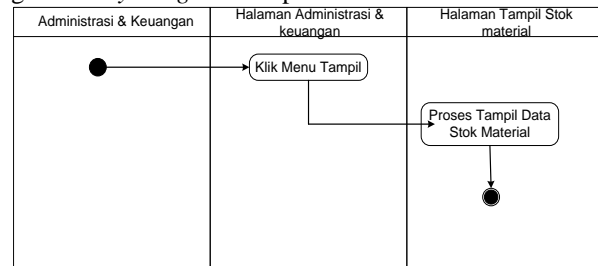 Administrasi & Keuangan
Halaman Administrasi &
keuangan
Halaman Tampil Stok
material
Klik Menu Tampil
Proses Tampil Data
Stok Material